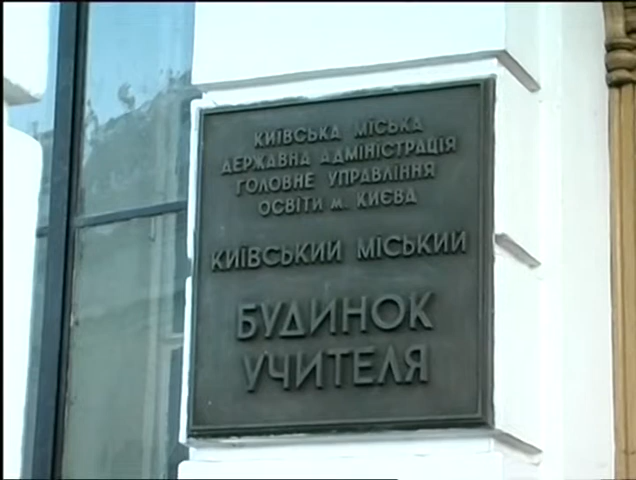 КИЇВСЬКА МІСЬКА
ДЕРЖАВНА АДМІНІСТРАЦІЯ
ГОЛОВНЕ УПРАВЛІННЯ
ОСВІТИ м. КИЄВА
КИЇВСЬКИЙ МІСЬКИЙ
БУДИНОК
УЧИТЕЛЯ